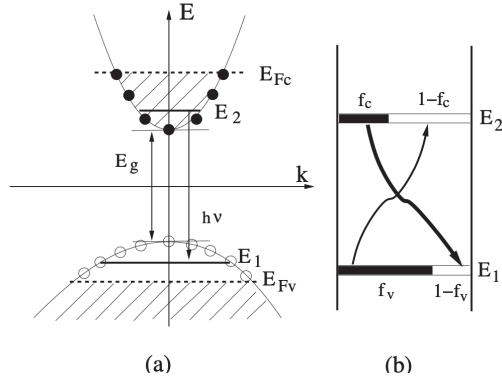 E
E_Fc
E_2
E_g
k
hν
E_1
E_Fv
(a)
f_c 1−f_c
E_2
E_1
f_v 1−f_v
(b)